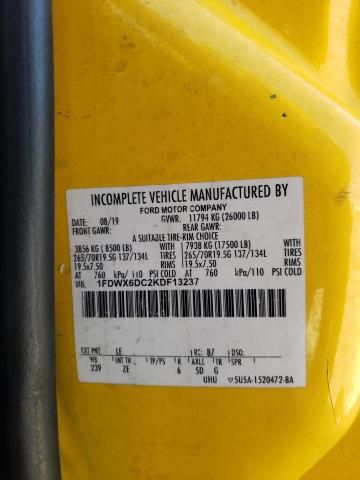 INCOMPLETE VEHICLE MANUFACTURED BY
FORD MOTOR COMPANY
DATE: 08/19 GVWR: 11794 KG (26000 LB)
FRONT GAWR: REAR GAWR:
A SUITABLE TIRE-RIM CHOICE
3856 KG ( 8500 LB) WITH 7938 KG (17500 LB) WITH
265/70R19.5G 137/134L TIRES 265/70R19.5G 137/134L TIRES
19.5x7.50 RIMS 19.5x7.50 RIMS
AT 760 kPa/ 110 PSI COLD AT 760 kPa/110 PSI COLD
VIN: 1FDWX6DC2KDF13237
EXT PNT: LE RC: 87 DSO:
WB INT TR TP/PS R AXLE TR SPR
239 ZE 6 5D G
UHU ▽5U5A-1520472-BA